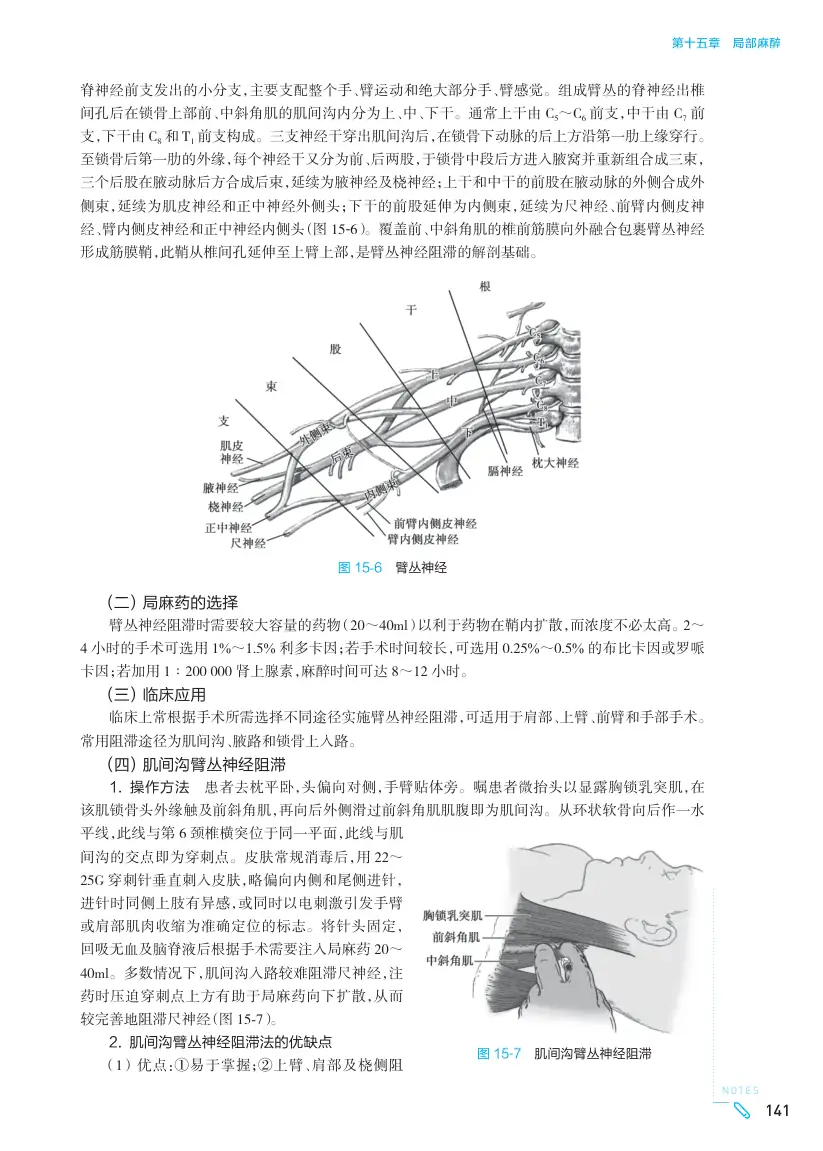 第十五章　局部麻醉
脊神经前支发出的小分支,主要支配整个手、臂运动和绝大部分手、臂感觉。组成臂丛的脊神经出椎
间孔后在锁骨上部前、中斜角肌的肌间沟内分为上、中、下干。通常上干由 C₅～C₆ 前支,中干由 C₇ 前
支,下干由 C₈ 和 T₁ 前支构成。三支神经干穿出肌间沟后,在锁骨下动脉的后上方沿第一肋上缘穿行。
至锁骨后第一肋的外缘,每个神经干又分为前、后两股,于锁骨中段后方进入腋窝并重新组合成三束,
三个后股在腋动脉后方合成后束,延续为腋神经及桡神经;上干和中干的前股在腋动脉的外侧合成外
侧束,延续为肌皮神经和正中神经外侧头;下干的前股延伸为内侧束,延续为尺神经、前臂内侧皮神
经、臂内侧皮神经和正中神经内侧头(图 15-6)。覆盖前、中斜角肌的椎前筋膜向外融合包裹臂丛神经
形成筋膜鞘,此鞘从椎间孔延伸至上臂上部,是臂丛神经阻滞的解剖基础。
根
干
股
束
支
C₅
C₆
C₇
C₈
T₁
上
中
下
外侧束
后束
内侧束
肌皮
神经
腋神经
桡神经
正中神经
尺神经
膈神经
枕大神经
前臂内侧皮神经
臂内侧皮神经
图 15-6　臂丛神经
(二) 局麻药的选择
臂丛神经阻滞时需要较大容量的药物(20～40ml)以利于药物在鞘内扩散,而浓度不必太高。2～
4 小时的手术可选用 1%～1.5% 利多卡因;若手术时间较长,可选用 0.25%～0.5% 的布比卡因或罗哌
卡因;若加用 1∶200 000 肾上腺素,麻醉时间可达 8～12 小时。
(三) 临床应用
临床上常根据手术所需选择不同途径实施臂丛神经阻滞,可适用于肩部、上臂、前臂和手部手术。
常用阻滞途径为肌间沟、腋路和锁骨上入路。
(四) 肌间沟臂丛神经阻滞
1. 操作方法　患者去枕平卧,头偏向对侧,手臂贴体旁。嘱患者微抬头以显露胸锁乳突肌,在
该肌锁骨头外缘触及前斜角肌,再向后外侧滑过前斜角肌肌腹即为肌间沟。从环状软骨向后作一水
平线,此线与第 6 颈椎横突位于同一平面,此线与肌
间沟的交点即为穿刺点。皮肤常规消毒后,用 22～
25G 穿刺针垂直刺入皮肤,略偏向内侧和尾侧进针,
进针时同侧上肢有异感,或同时以电刺激引发手臂
或肩部肌肉收缩为准确定位的标志。将针头固定,
回吸无血及脑脊液后根据手术需要注入局麻药 20～
40ml。多数情况下,肌间沟入路较难阻滞尺神经,注
药时压迫穿刺点上方有助于局麻药向下扩散,从而
较完善地阻滞尺神经(图 15-7)。
2. 肌间沟臂丛神经阻滞法的优缺点
(1) 优点:①易于掌握;②上臂、肩部及桡侧阻
胸锁乳突肌
前斜角肌
中斜角肌
图 15-7　肌间沟臂丛神经阻滞
NOTES
141